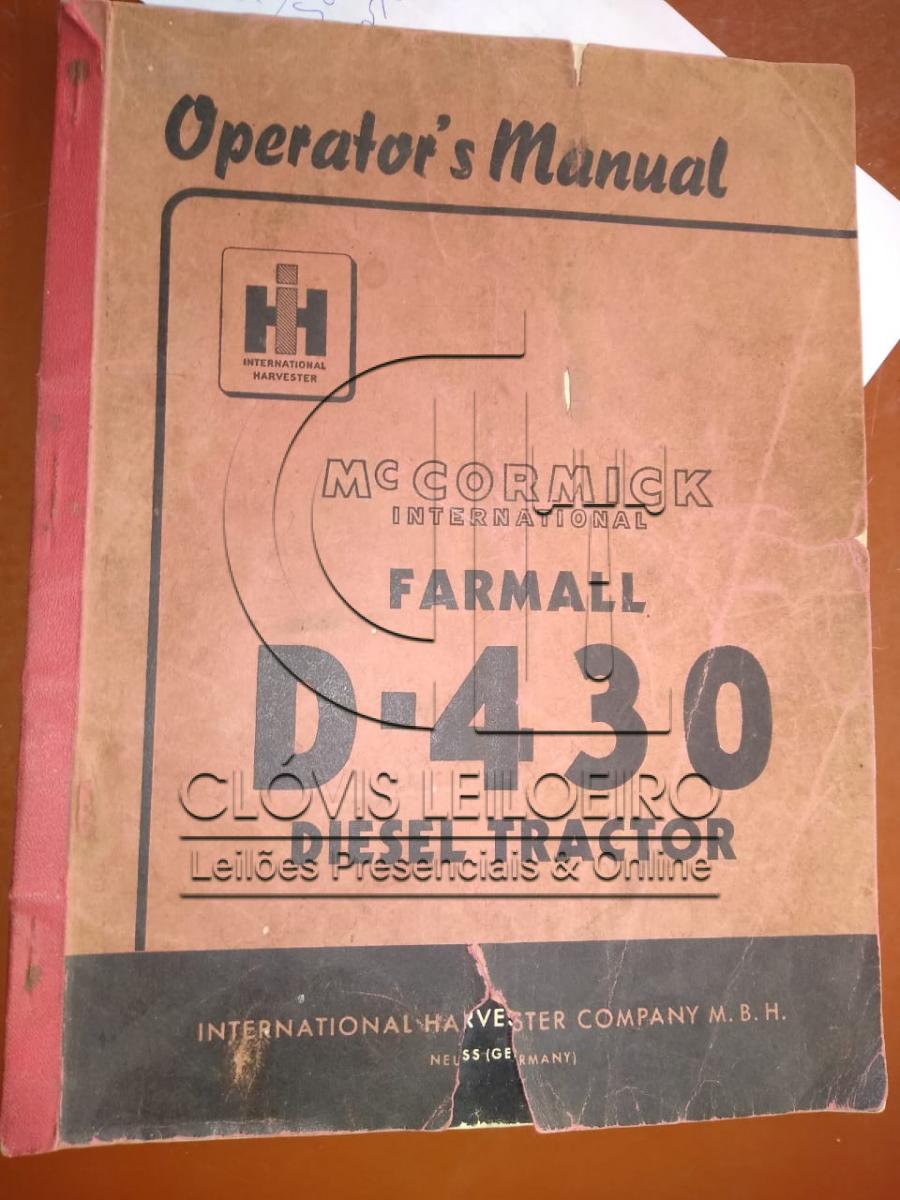 Operator's Manual
IH
INTERNATIONAL
HARVESTER
McCORMICK
INTERNATIONAL
FARMALL
D-430
CLÓVIS LEILOEIRO
DIESEL TRACTOR
Leilões Presenciais & Online
INTERNATIONAL HARVESTER COMPANY M.B.H.
NEUSS (GERMANY)